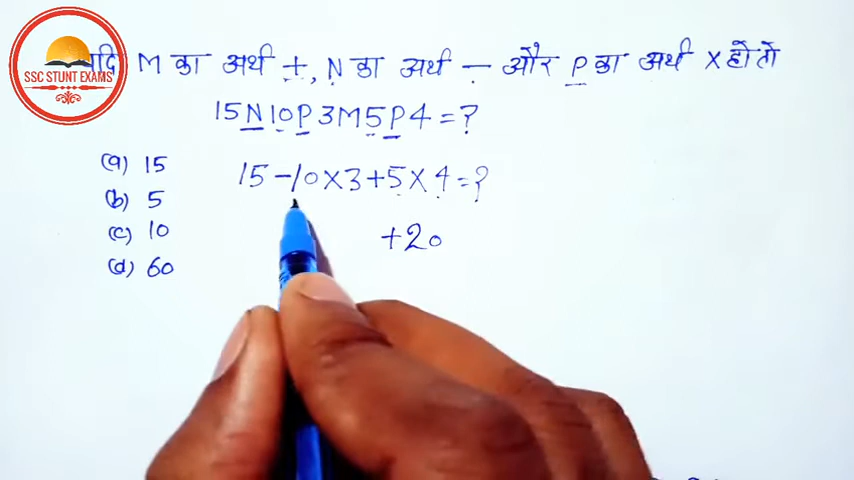 SSC STUNT EXAMS
यदि M का अर्थ +, N का अर्थ − और P का अर्थ × हो तो
15N10P3M5P4=?
(a) 15
(b) 5
(c) 10
(d) 60
15−10×3+5×4=?
+20